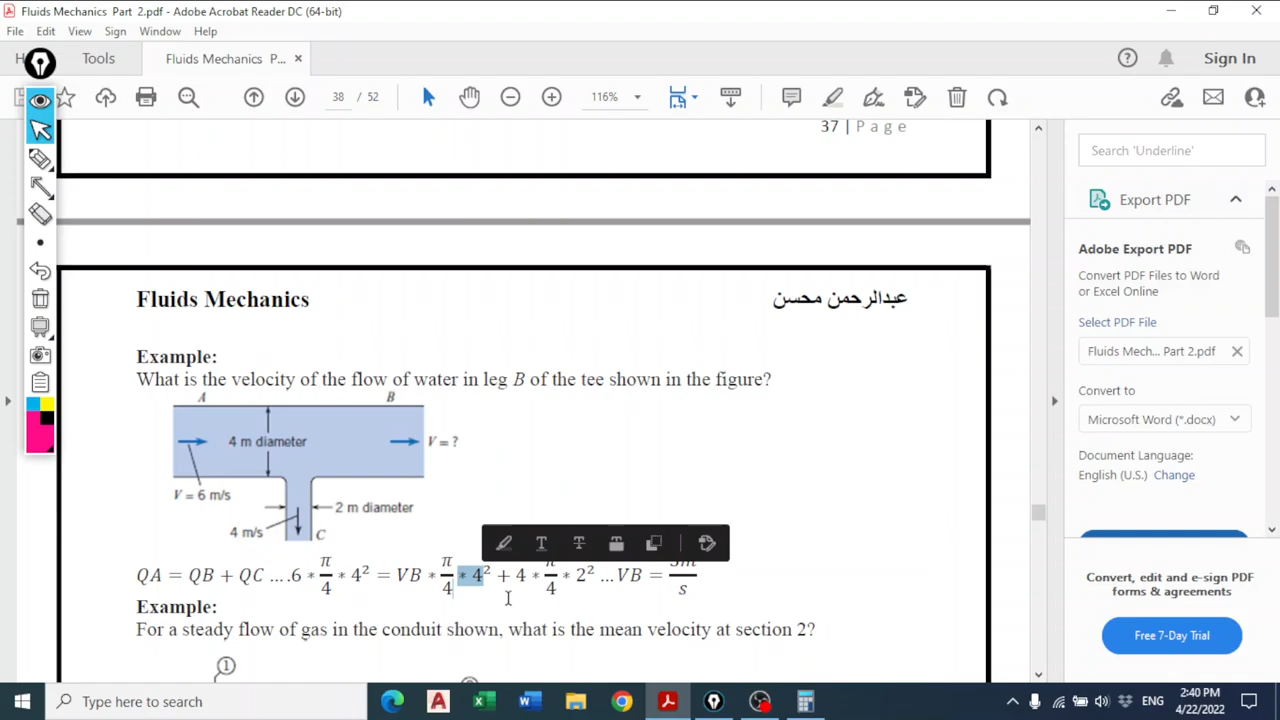 Fluids Mechanics Part 2.pdf - Adobe Acrobat Reader DC (64-bit)
File Edit View Sign Window Help
Tools Fluids Mechanics P... Sign In
38 / 52 116%
37 | Page
Search 'Underline'
Export PDF
Adobe Export PDF
Convert PDF Files to Word
or Excel Online
Select PDF File
Fluids Mech... Part 2.pdf
Convert to
Microsoft Word (*.docx)
Document Language:
English (U.S.) Change
Convert, edit and e-sign PDF
forms & agreements
Free 7-Day Trial
Fluids Mechanics عبدالرحمن محسن
Example:
What is the velocity of the flow of water in leg B of the tee shown in the figure?
A B
4 m diameter V = ?
V = 6 m/s
2 m diameter
4 m/s C
QA = QB + QC ….6 * π/4 * 4² = VB * π/4 * 4² + 4 * π/4 * 2² …VB = 5m/s
Example:
For a steady flow of gas in the conduit shown, what is the mean velocity at section 2?
1
Type here to search
ENG
2:40 PM
4/22/2022